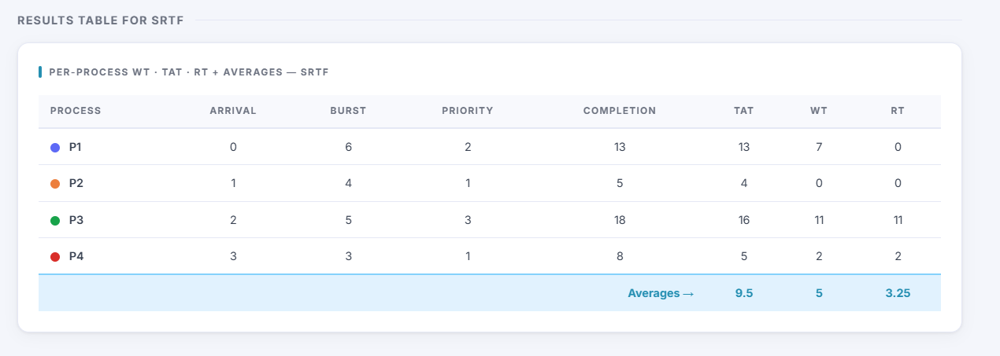 RESULTS TABLE FOR SRTF
PER-PROCESS WT · TAT · RT + AVERAGES — SRTF
PROCESS ARRIVAL BURST PRIORITY COMPLETION TAT WT RT
P1 0 6 2 13 13 7 0
P2 1 4 1 5 4 0 0
P3 2 5 3 18 16 11 11
P4 3 3 1 8 5 2 2
Averages → 9.5 5 3.25